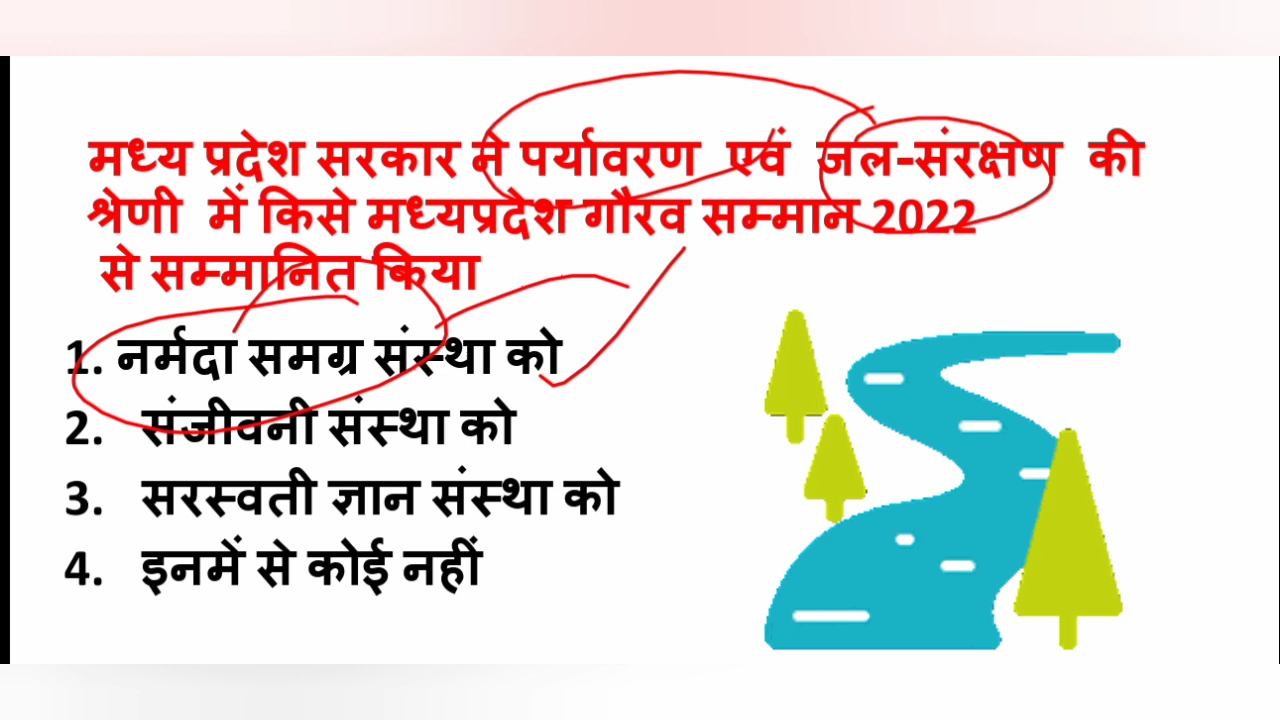 मध्य प्रदेश सरकार ने पर्यावरण एवं जल-संरक्षण की
श्रेणी में किसे मध्यप्रदेश गौरव सम्मान 2022
से सम्मानित किया
1. नर्मदा समग्र संस्था को
2. संजीवनी संस्था को
3. सरस्वती ज्ञान संस्था को
4. इनमें से कोई नहीं